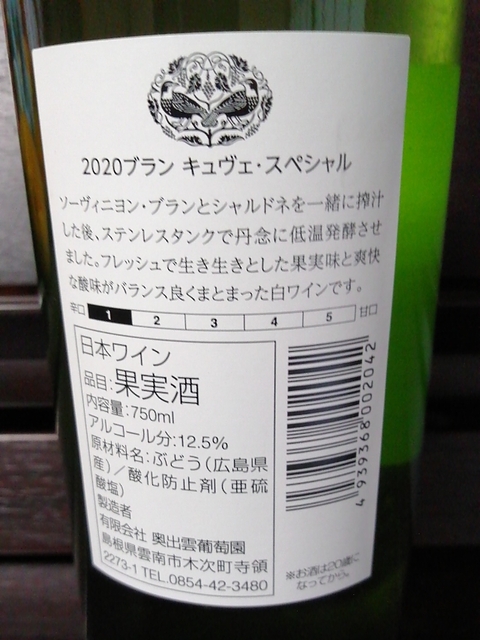 2020ブラン キュヴェ・スペシャル
ソーヴィニヨン・ブランとシャルドネを一緒に搾汁
した後、ステンレスタンクで丹念に低温発酵させ
ました。フレッシュで生き生きとした果実味と爽快
な酸味がバランス良くまとまった白ワインです。
辛口 1 2 3 4 5 甘口
日本ワイン
品目:果実酒
内容量:750ml
アルコール分:12.5%
原材料名:ぶどう(広島県
産)/酸化防止剤(亜硫
酸塩)
製造者
有限会社 奥出雲葡萄園
島根県雲南市木次町寺領
2273-1 TEL.0854-42-3480
4939368002042
※お酒は20歳に
なってから。